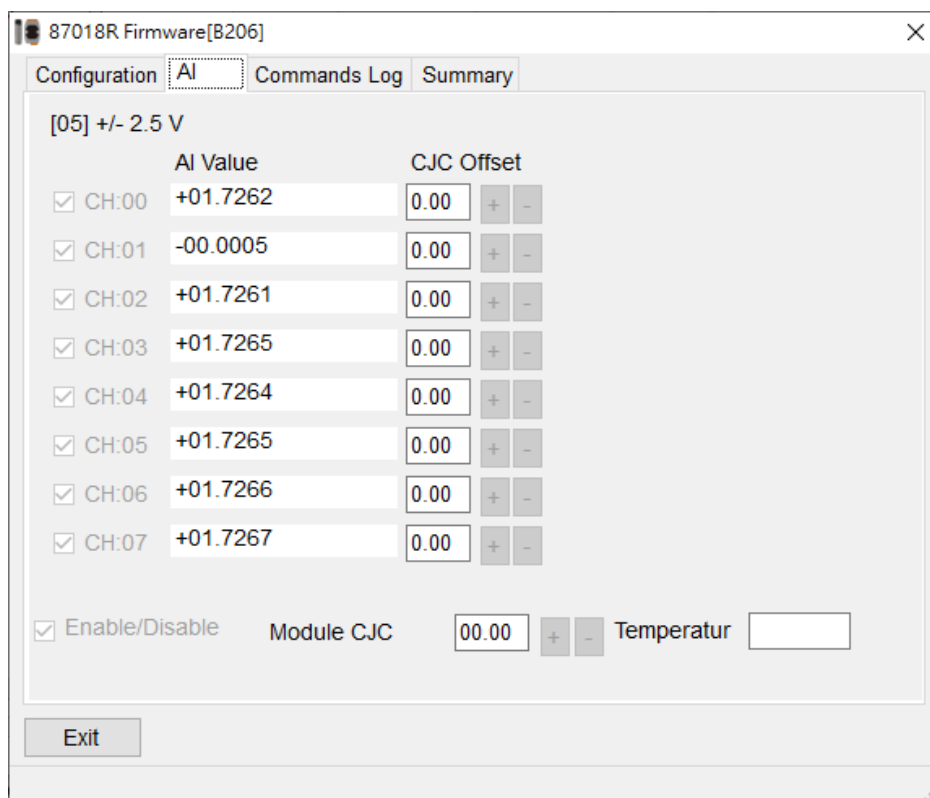 87018R Firmware[B206]
Configuration AI Commands Log Summary
[05] +/- 2.5 V
AI Value CJC Offset
CH:00 +01.7262 0.00 + -
CH:01 -00.0005 0.00 + -
CH:02 +01.7261 0.00 + -
CH:03 +01.7265 0.00 + -
CH:04 +01.7264 0.00 + -
CH:05 +01.7265 0.00 + -
CH:06 +01.7266 0.00 + -
CH:07 +01.7267 0.00 + -
Enable/Disable Module CJC 00.00 + - Temperatur
Exit